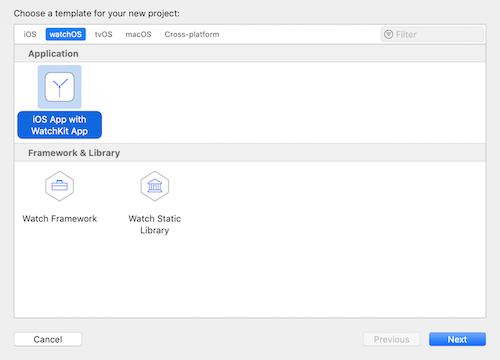 Choose a template for your new project:
iOS watchOS tvOS macOS Cross-platform Filter
Application
iOS App with
WatchKit App
Framework & Library
Watch Framework Watch Static
Library
Cancel Previous Next